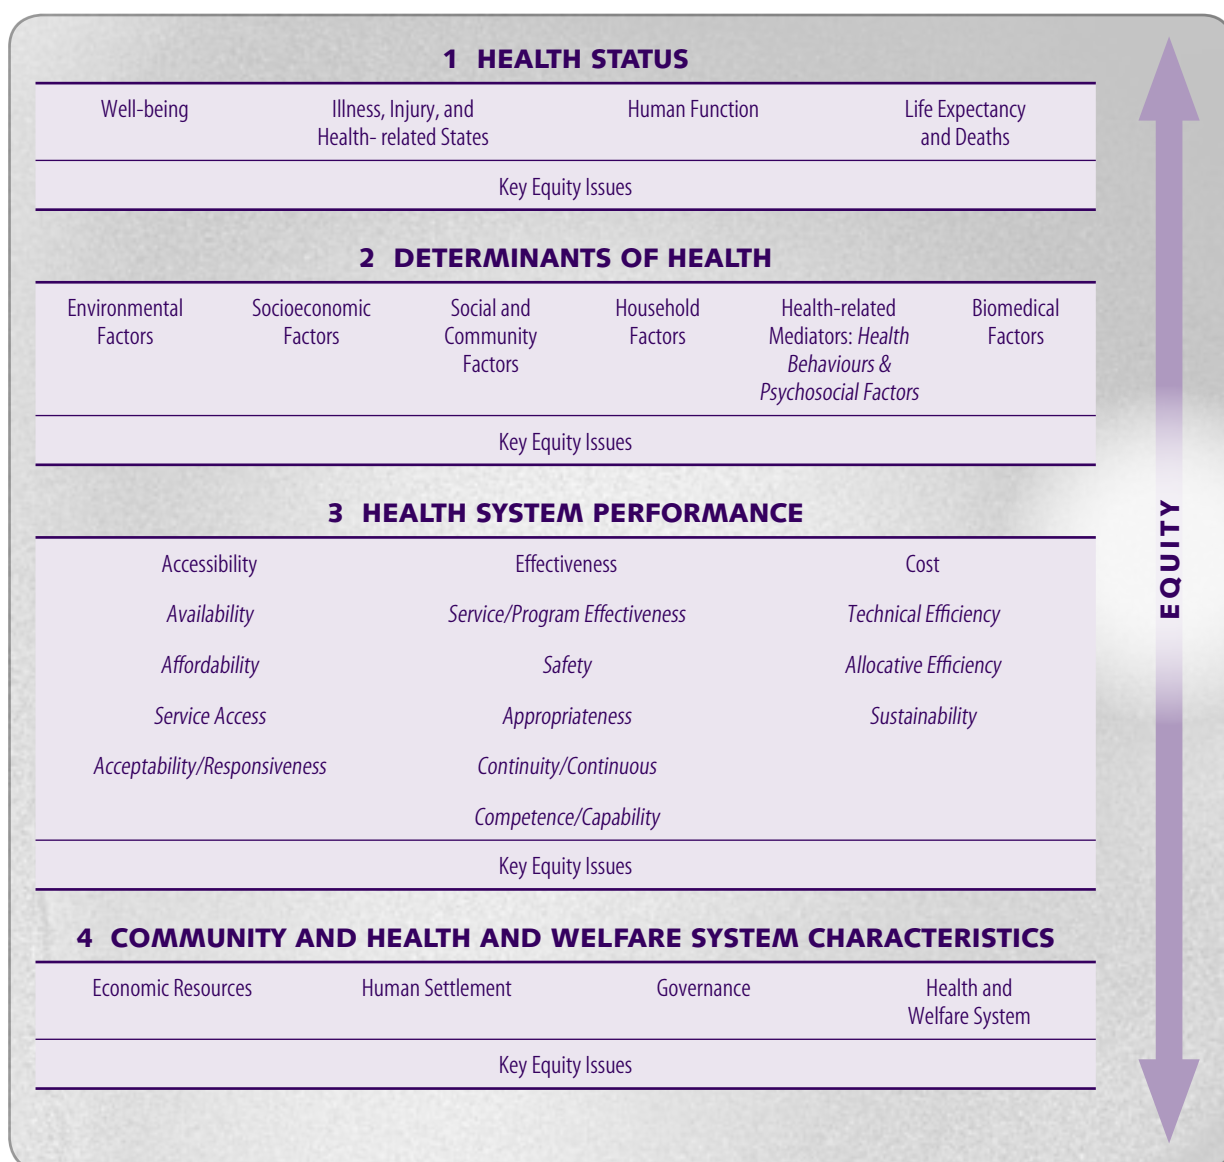 1 HEALTH STATUS
Well-being
Illness, Injury, and
Health- related States
Human Function
Life Expectancy
and Deaths
Key Equity Issues
2 DETERMINANTS OF HEALTH
Environmental
Factors
Socioeconomic
Factors
Social and
Community
Factors
Household
Factors
Health-related
Mediators: Health
Behaviours &
Psychosocial Factors
Biomedical
Factors
Key Equity Issues
3 HEALTH SYSTEM PERFORMANCE
Accessibility
Effectiveness
Cost
Availability
Service/Program Effectiveness
Technical Efficiency
Affordability
Safety
Allocative Efficiency
Service Access
Appropriateness
Sustainability
Acceptability/Responsiveness
Continuity/Continuous
Competence/Capability
Key Equity Issues
4 COMMUNITY AND HEALTH AND WELFARE SYSTEM CHARACTERISTICS
Economic Resources
Human Settlement
Governance
Health and
Welfare System
Key Equity Issues
EQUITY